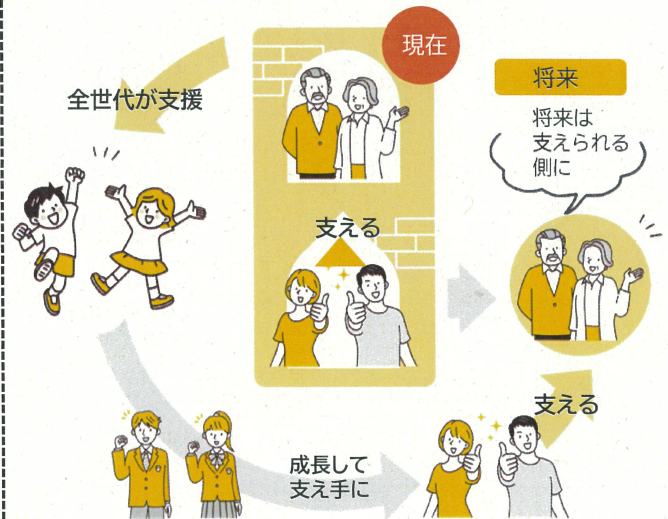 現在
全世代が支援
支える
将来
将来は
支えられる
側に
支える
成長して
支え手に